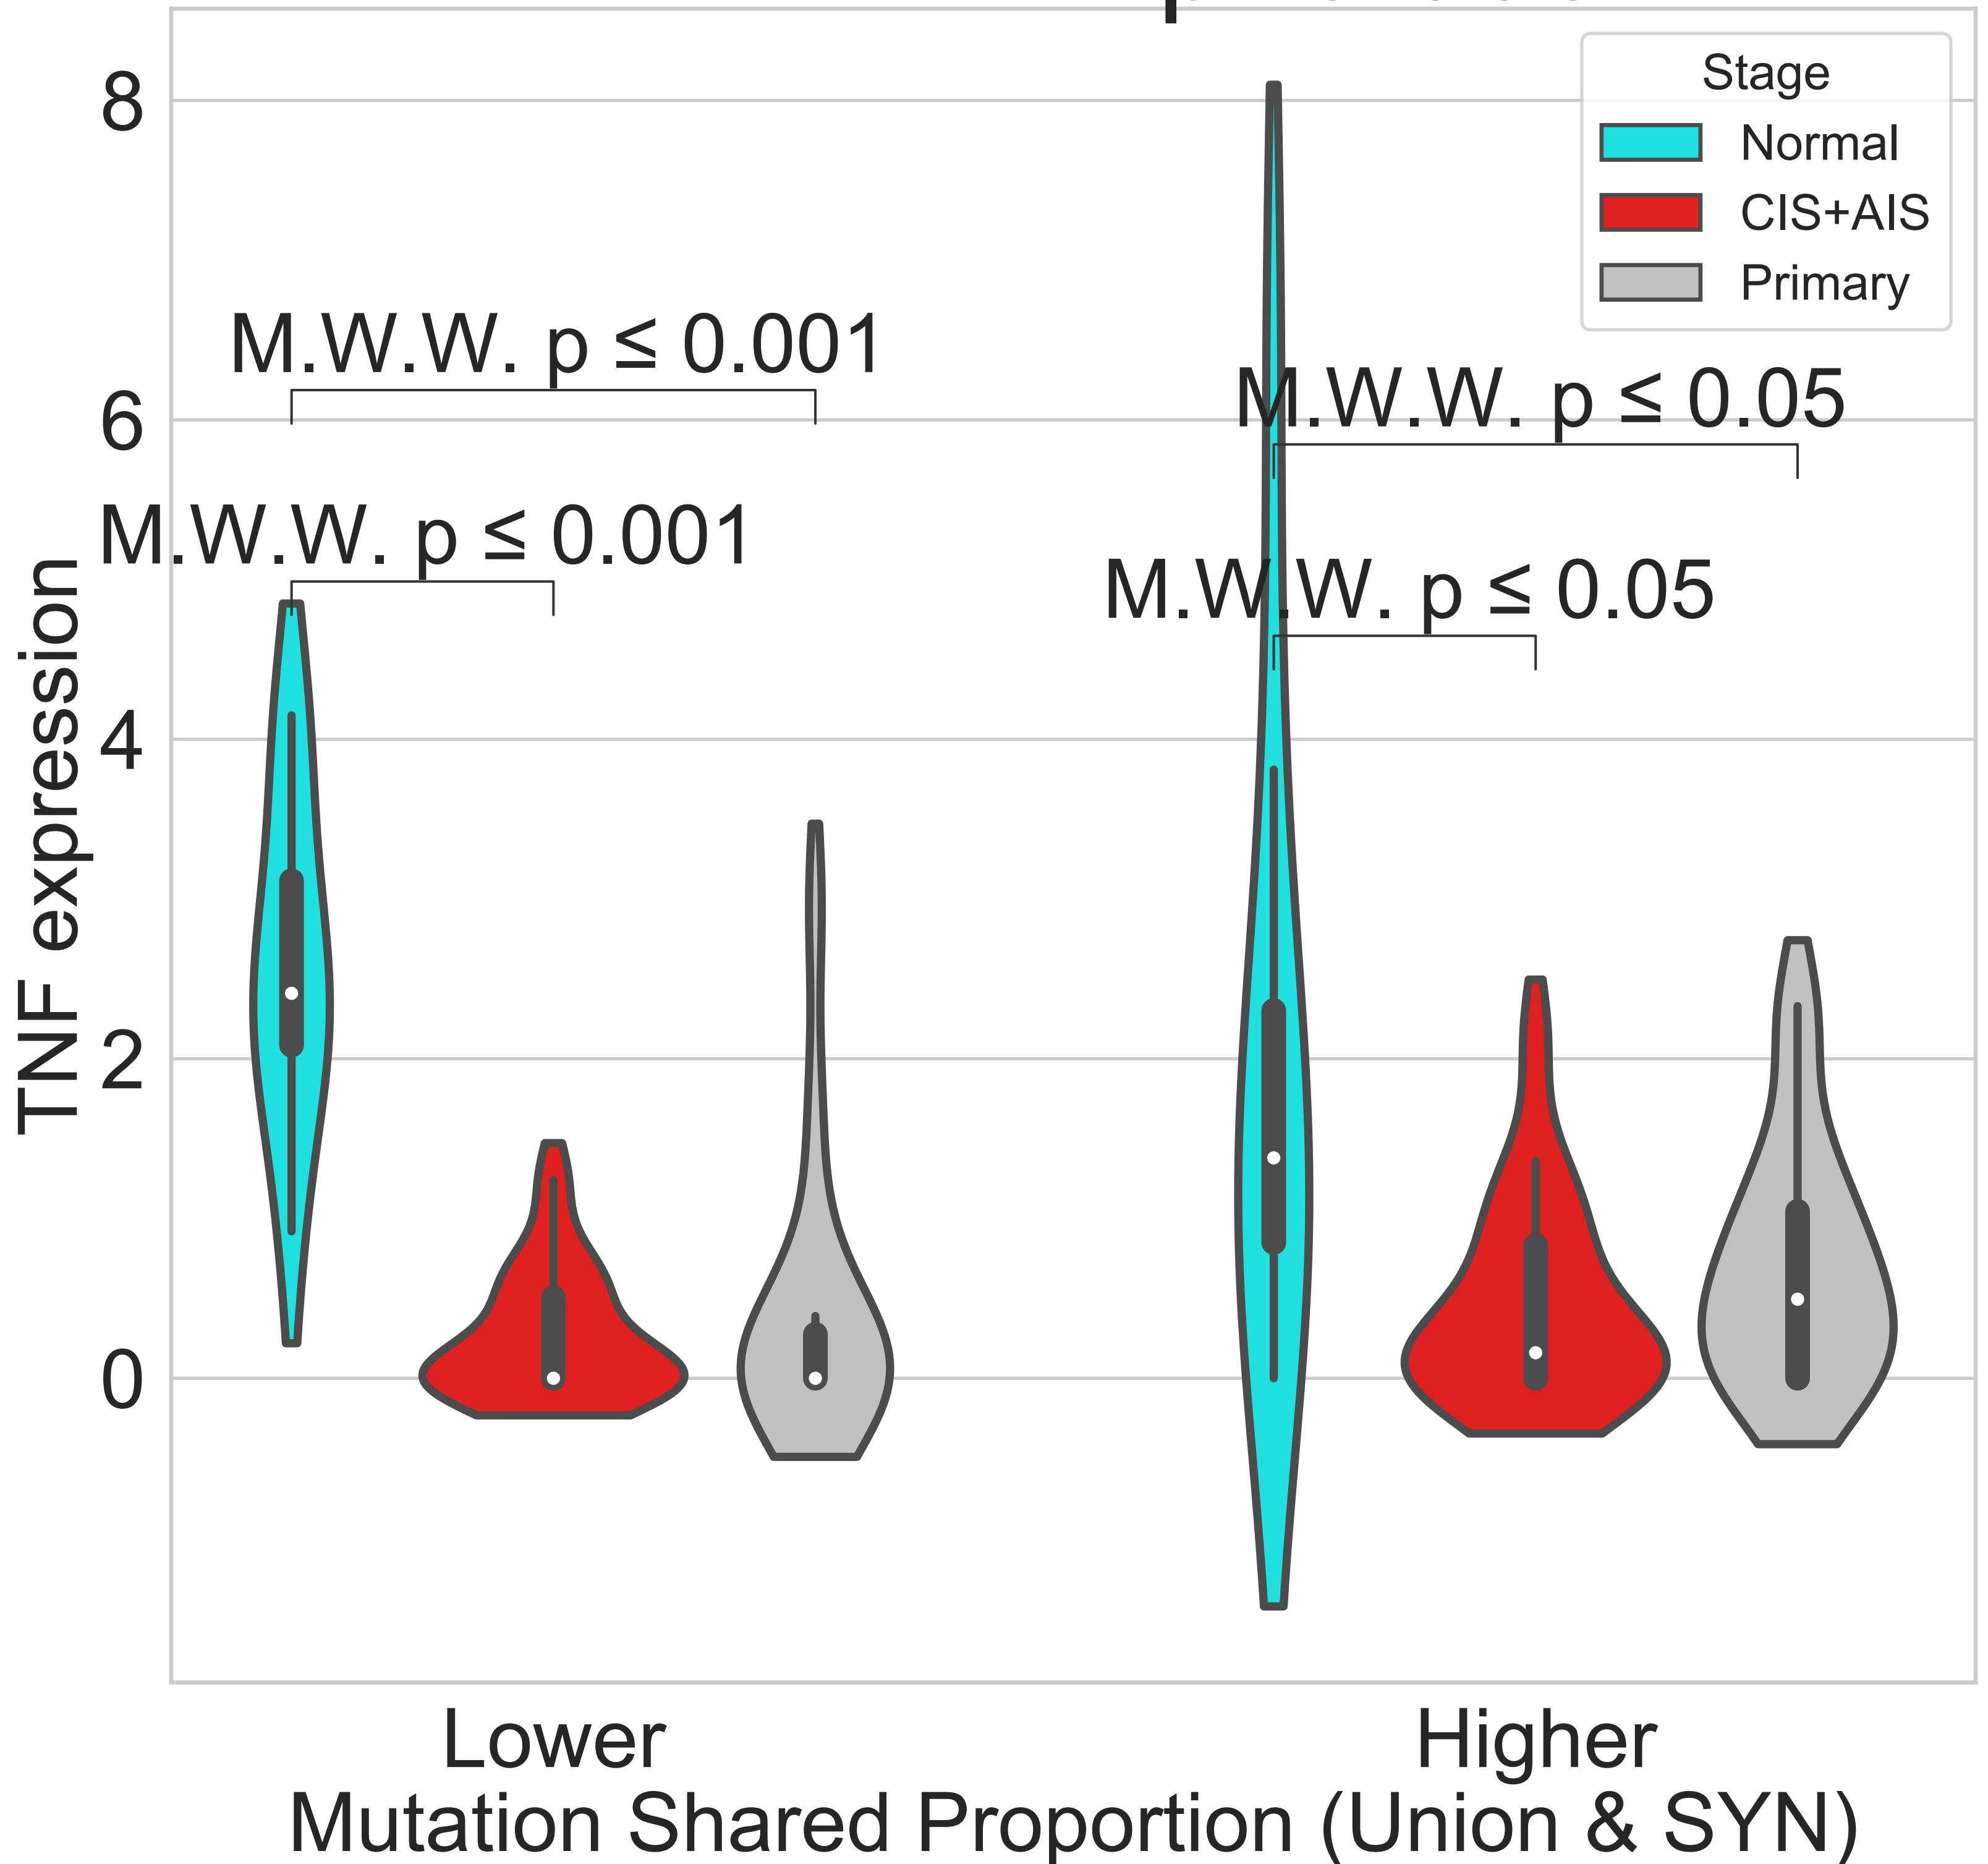 Stage
Normal
CIS+AIS
Primary
M.W.W. p ≤ 0.001
M.W.W. p ≤ 0.05
M.W.W. p ≤ 0.001
M.W.W. p ≤ 0.05
TNF expression
8
6
4
2
0
Lower
Higher
Mutation Shared Proportion (Union & SYN)